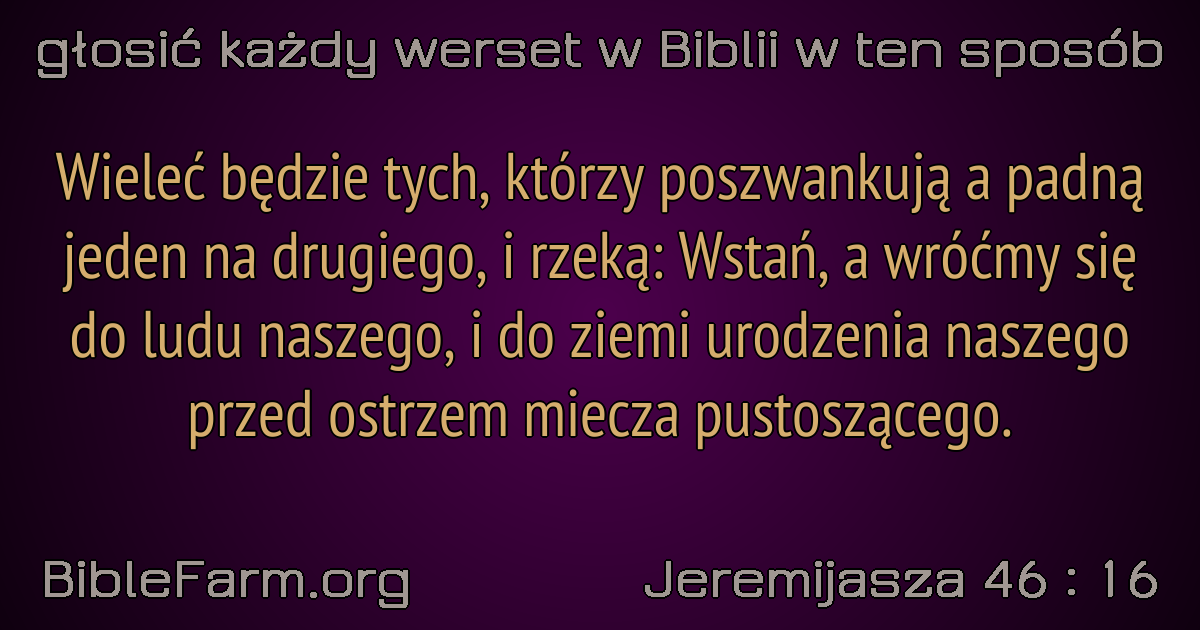 głosić każdy werset w Biblii w ten sposób
Wieleć będzie tych, którzy poszwankują a padną
jeden na drugiego, i rzeką: Wstań, a wróćmy się
do ludu naszego, i do ziemi urodzenia naszego
przed ostrzem miecza pustoszącego.
BibleFarm.org
Jeremijasza 46 : 16